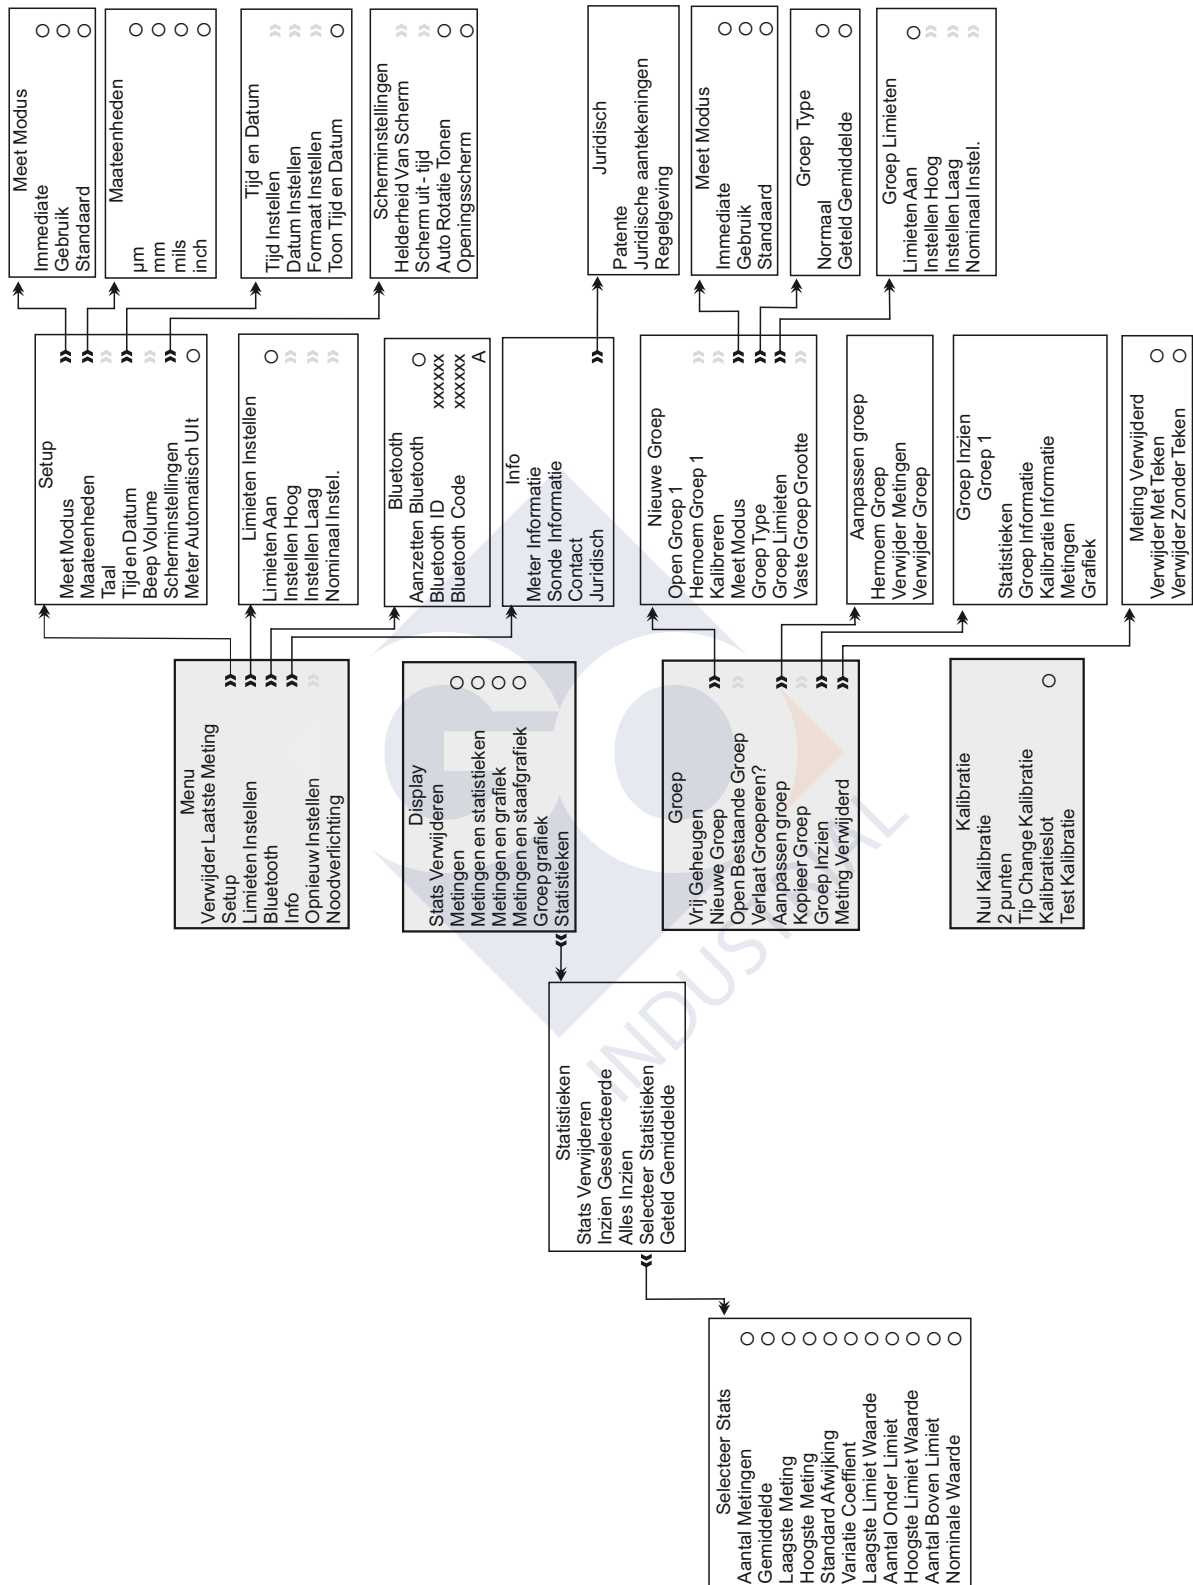 Menu
Verwijder Laatste Meting
Setup
Limieten Instellen
Bluetooth
Info
Opnieuw Instellen
Noodverlichting
Setup
Meet Modus
Maateenheden
Taal
Tijd en Datum
Beep Volume
Scherminstellingen
Meter Automatisch UIt
Meet Modus
Immediate
Gebruik
Standaard
Maateenheden
µm
mm
mils
inch
Tijd en Datum
Tijd Instellen
Datum Instellen
Formaat Instellen
Toon Tijd en Datum
Scherminstellingen
Helderheid Van Scherm
Scherm uit - tijd
Auto Rotatie Tonen
Openingsscherm
Limieten Instellen
Limieten Aan
Instellen Hoog
Instellen Laag
Nominaal Instel.
Bluetooth
Aanzetten Bluetooth
Bluetooth ID xxxxxx
Bluetooth Code xxxxxx
A
Info
Meter Informatie
Sonde Informatie
Contact
Juridisch
Juridisch
Patente
Juridische aantekeningen
Regelgeving
Display
Stats Verwijderen
Metingen
Metingen en statistieken
Metingen en grafiek
Metingen en staafgrafiek
Groep grafiek
Statistieken
Statistieken
Stats Verwijderen
Inzien Geselecteerde
Alles Inzien
Selecteer Statistieken
Geteld Gemiddelde
Selecteer Stats
Aantal Metingen
Gemiddelde
Laagste Meting
Hoogste Meting
Standard Afwijking
Variatie Coeffient
Laagste Limiet Waarde
Aantal Onder Limiet
Hoogste Limiet Waarde
Aantal Boven Limiet
Nominale Waarde
Groep
Vrij Geheugen
Nieuwe Groep
Open Bestaande Groep
Verlaat Groeperen?
Aanpassen groep
Kopieer Groep
Groep Inzien
Meting Verwijderd
Nieuwe Groep
Open Groep 1
Hernoem Groep 1
Kalibreren
Meet Modus
Groep Type
Groep Limieten
Vaste Groep Grootte
Meet Modus
Immediate
Gebruik
Standaard
Groep Type
Normaal
Geteld Gemiddelde
Groep Limieten
Limieten Aan
Instellen Hoog
Instellen Laag
Nominaal Instel.
Aanpassen groep
Hernoem Groep
Verwijder Metingen
Verwijder Groep
Groep Inzien
Groep 1
Statistieken
Groep Informatie
Kalibratie Informatie
Metingen
Grafiek
Meting Verwijderd
Verwijder Met Teken
Verwijder Zonder Teken
Kalibratie
Nul Kalibratie
2 punten
Tip Change Kalibratie
Kalibratieslot
Test Kalibratie
GO
INDUSTRIAL